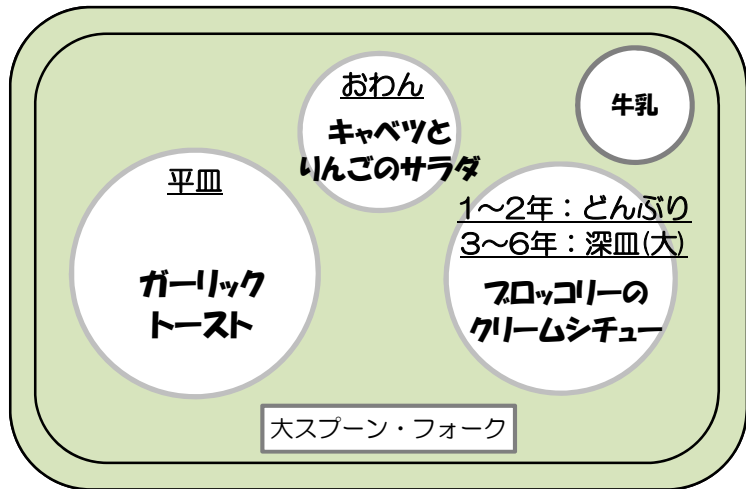 おわん
キャベツと
りんごのサラダ
牛乳
平皿
ガーリック
トースト
1～2年：どんぶり
3～6年：深皿(大)
ブロッコリーの
クリームシチュー
大スプーン・フォーク